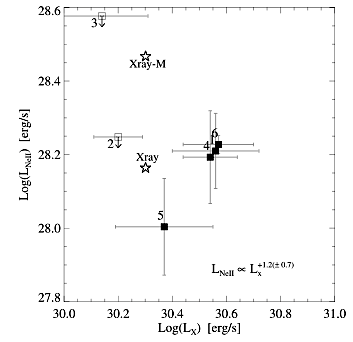 28.6
3
Xray-M
28.4
2
Xray
6
4
28.2
5
28.0
L_NeII ∝ L_x^+1.2(± 0.7)
27.8
30.0 30.2 30.4 30.6 30.8 31.0
Log(L_X) [erg/s]
Log(L_NeII) [erg/s]